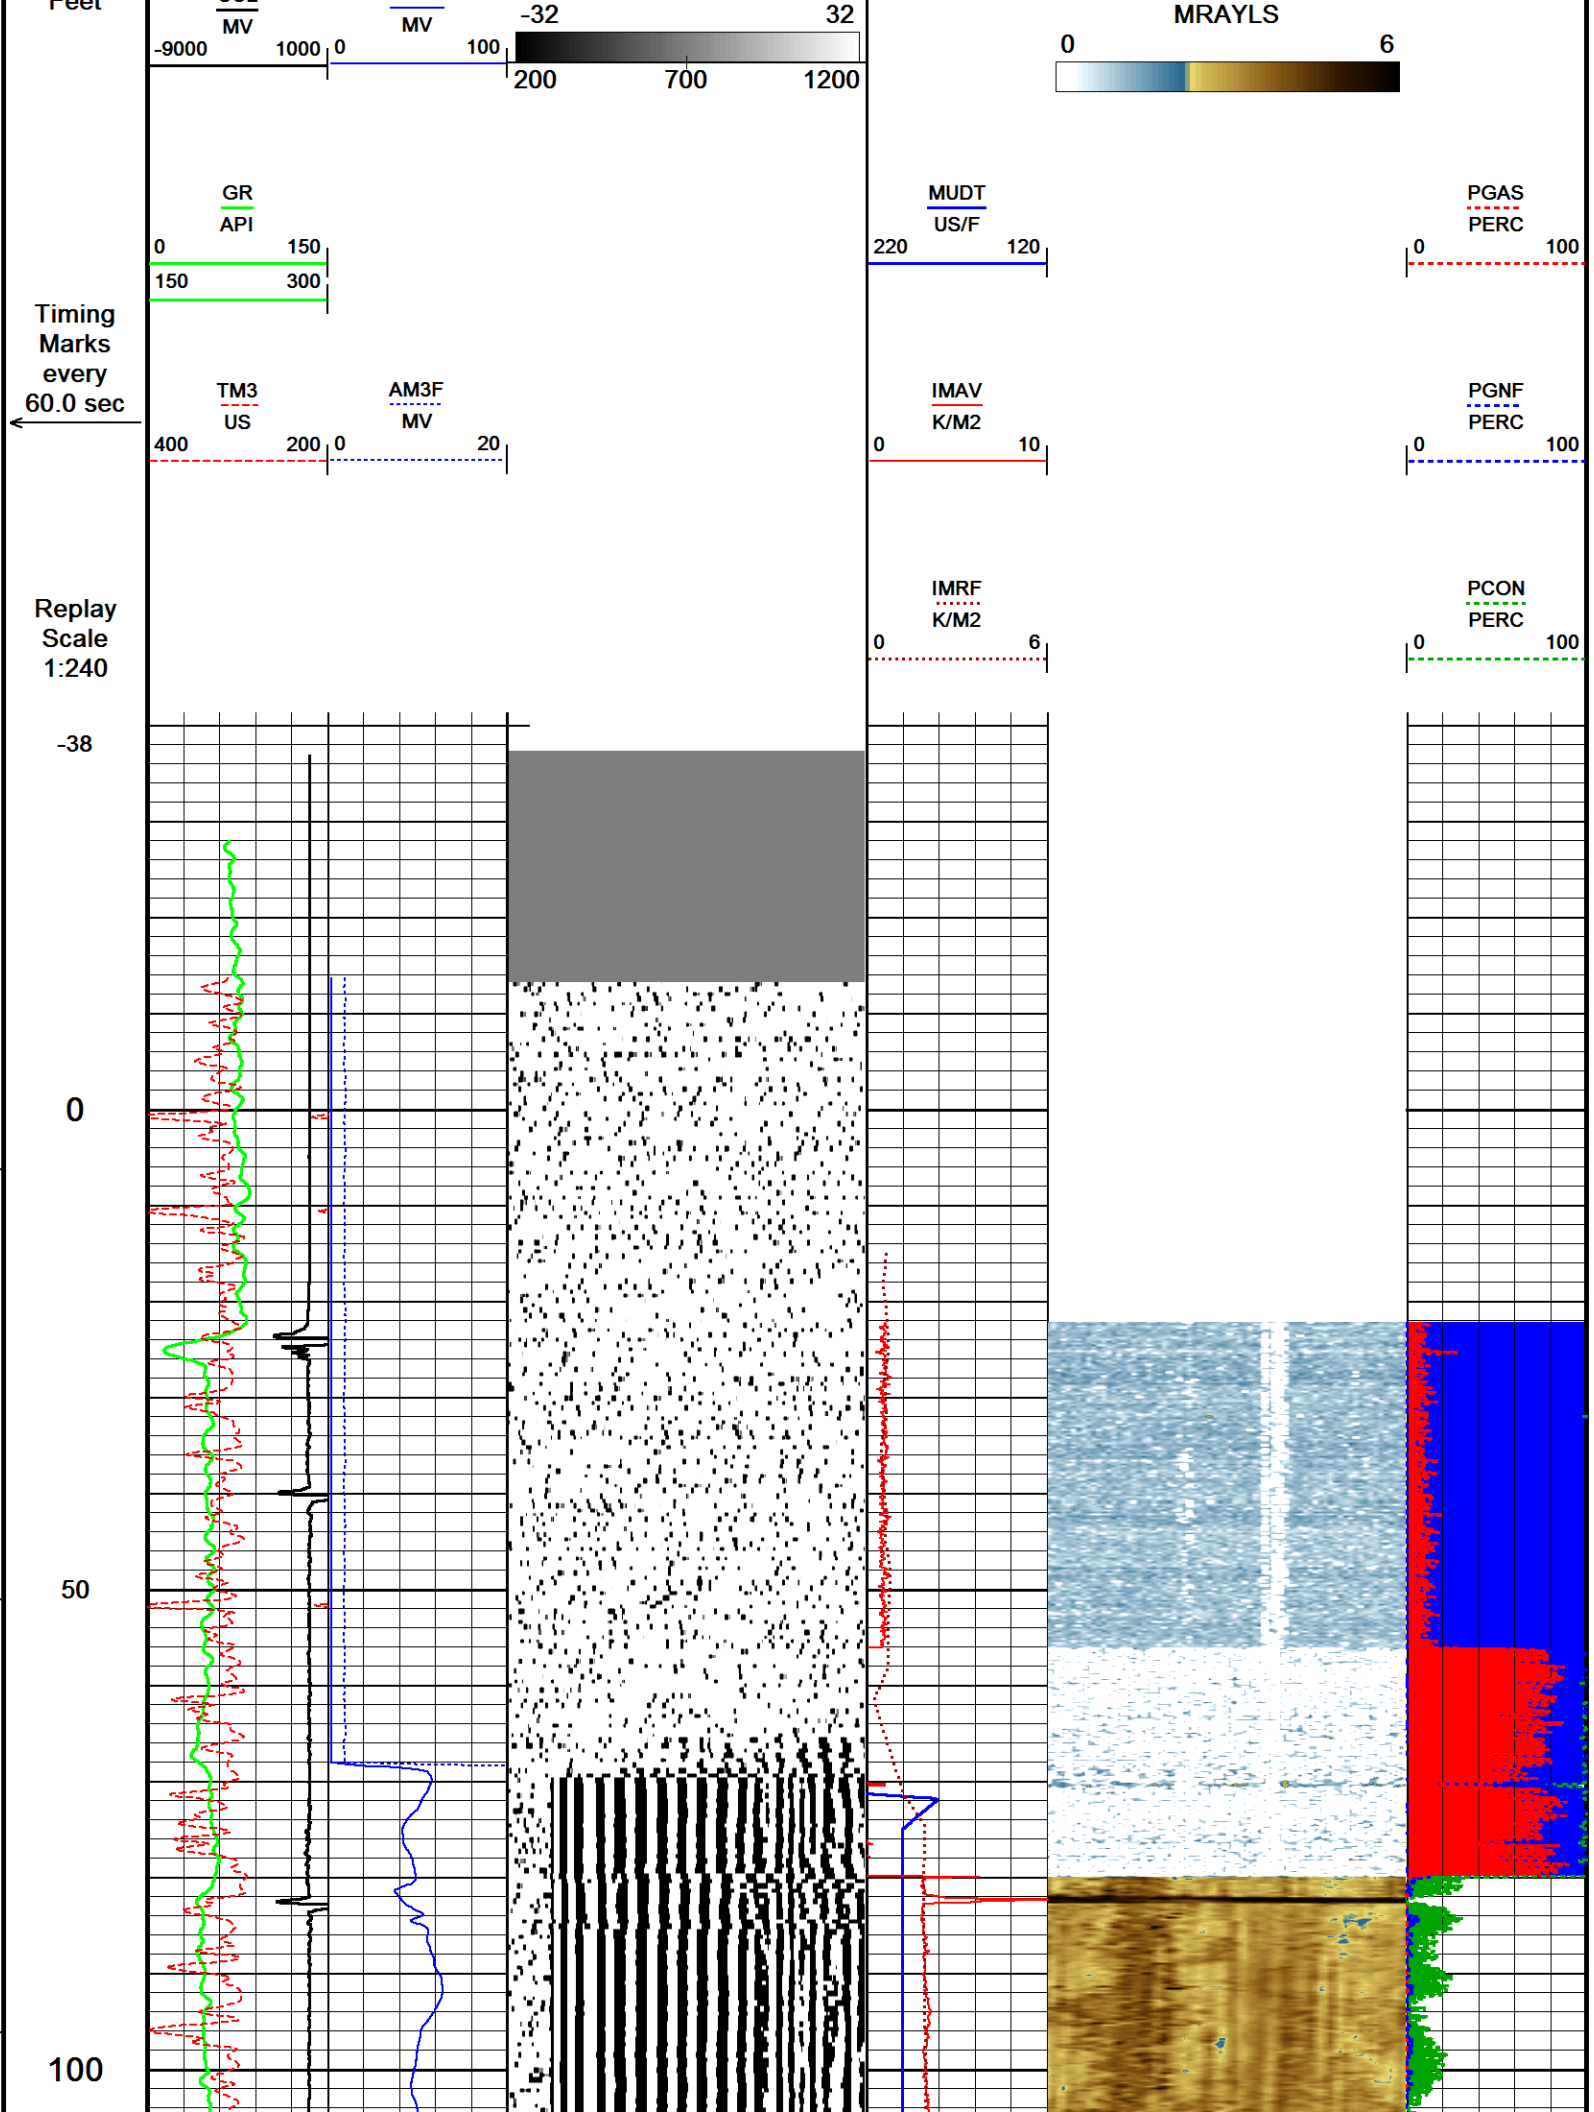 Feet
MV
-9000 1000
MV
0 100
-32 32
200 700 1200
MRAYLS
0 6
GR
API
0 150
150 300
MUDT
US/F
220 120
PGAS
PERC
0 100
Timing
Marks
every
60.0 sec
TM3
US
400 200
AM3F
MV
0 20
IMAV
K/M2
0 10
PGNF
PERC
0 100
Replay
Scale
1:240
IMRF
K/M2
0 6
PCON
PERC
0 100
-38
0
50
100